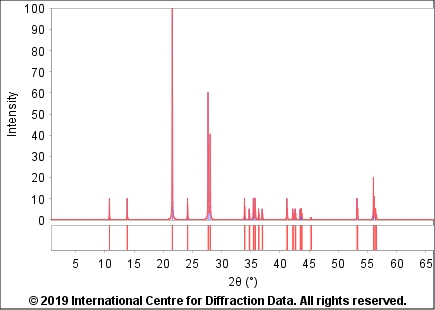 100
90
80
70
60
50
40
30
20
10
0
Intensity
5 10 15 20 25 30 35 40 45 50 55 60 65
2θ (°)
© 2019 International Centre for Diffraction Data. All rights reserved.